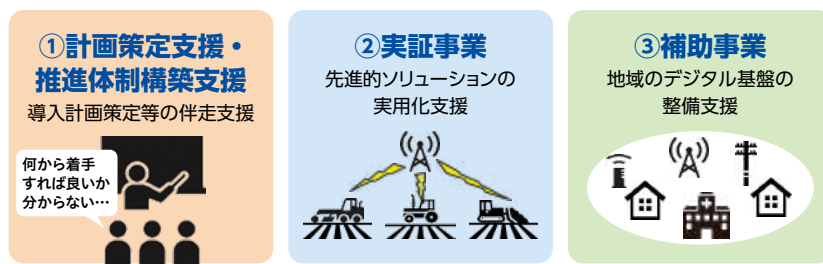 ①計画策定支援・
推進体制構築支援
導入計画策定等の伴走支援
何から着手
すれば良いか
分からない…
②実証事業
先進的ソリューションの
実用化支援
③補助事業
地域のデジタル基盤の
整備支援